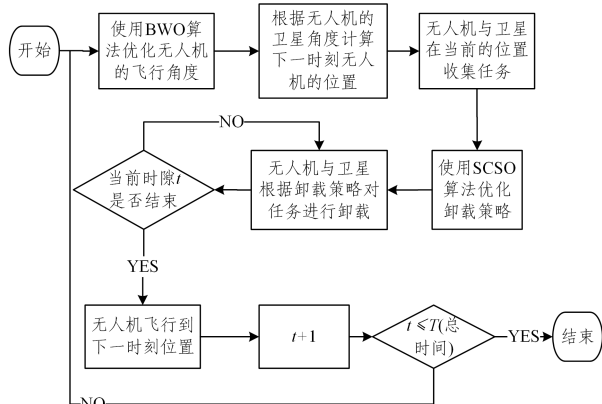 开始
使用BWO算
法优化无人机
的飞行角度
根据无人机的
卫星角度计算
下一时刻无人
机的位置
无人机与卫星
在当前的位置
收集任务
NO
当前时隙t
是否结束
无人机与卫星
根据卸载策略对
任务进行卸载
使用SCSO
算法优化
卸载策略
YES
无人机飞行到
下一时刻位置
t+1
t≤T(总
时间)
YES
结束
NO